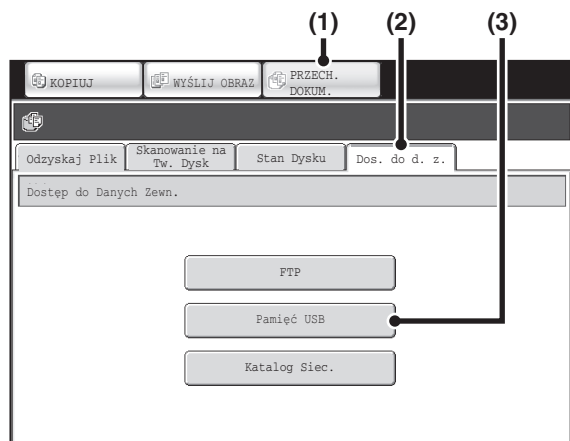 (1) (2) (3)
KOPIUJ WYŚLIJ OBRAZ PRZECH.
DOKUM.
Odzyskaj Plik Skanowanie na
Tw. Dysk Stan Dysku Dos. do d. z.
Dostęp do Danych Zewn.
FTP
Pamięć USB
Katalog Siec.